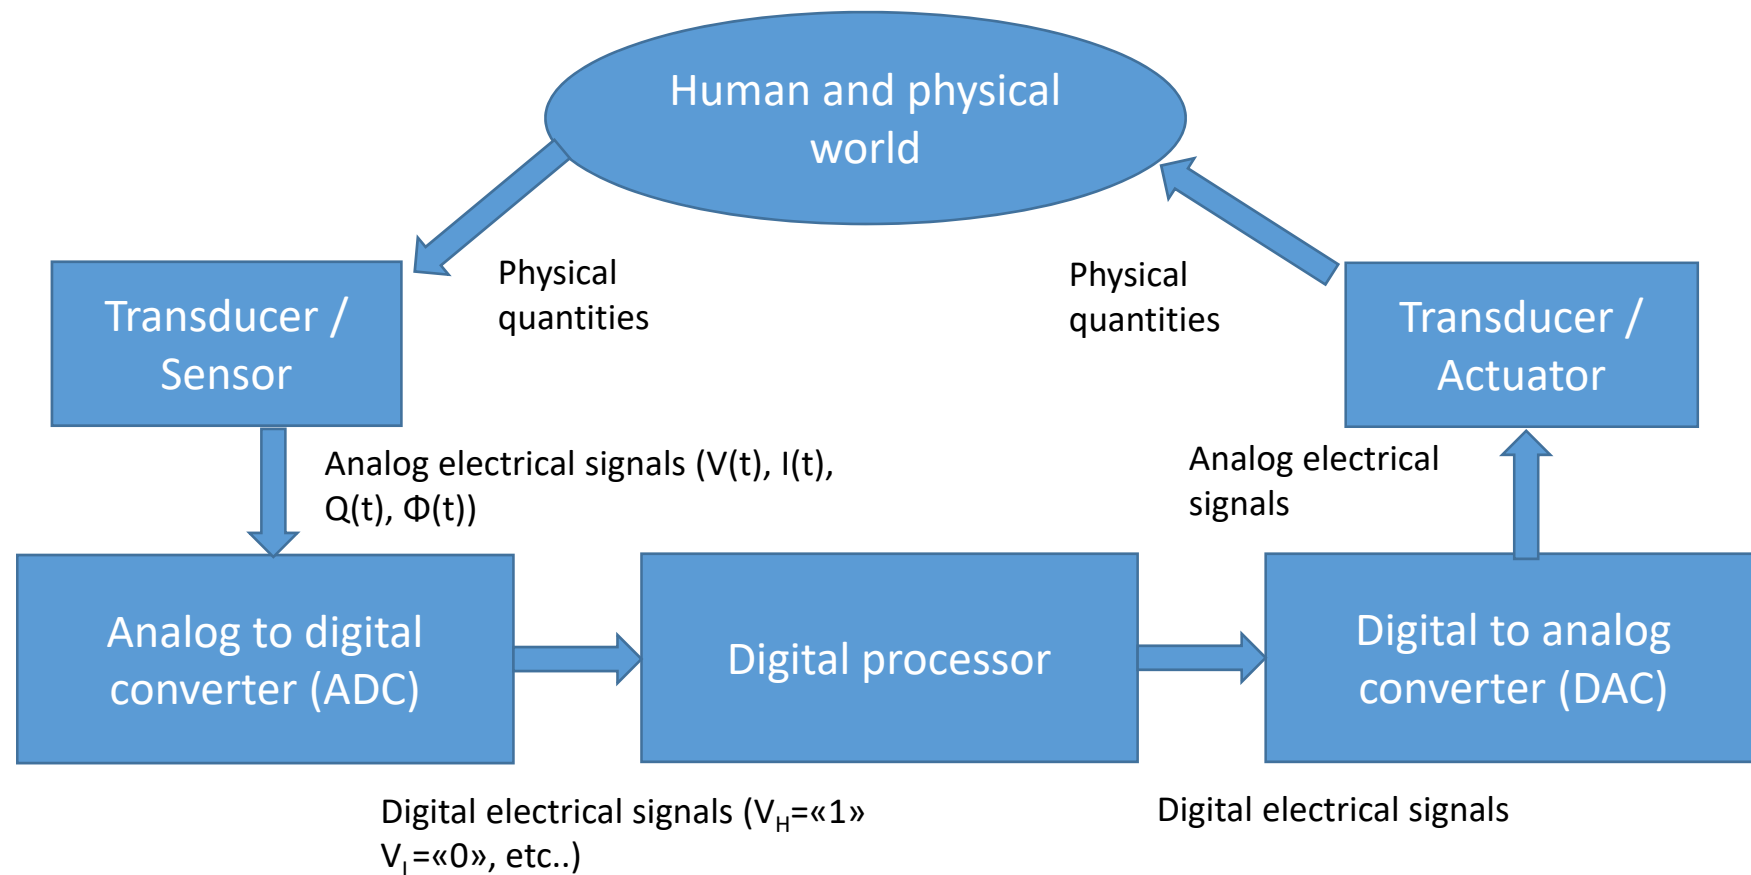 Human and physical
world
Physical
quantities
Physical
quantities
Transducer /
Sensor
Transducer /
Actuator
Analog electrical signals (V(t), I(t),
Q(t), Φ(t))
Analog electrical
signals
Analog to digital
converter (ADC)
Digital processor
Digital to analog
converter (DAC)
Digital electrical signals (V_H=«1»
V_L=«0», etc..)
Digital electrical signals